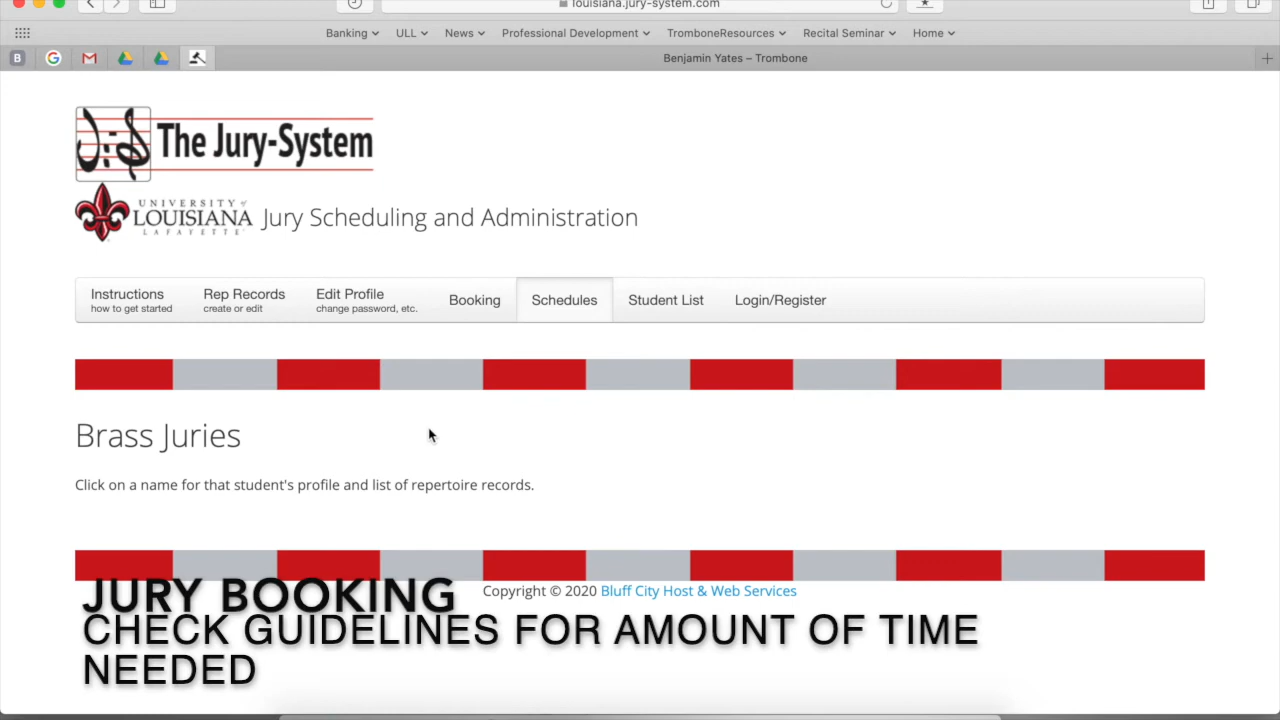 louisiana.jury-system.com
Banking ULL News Professional Development TromboneResources Recital Seminar Home
B G Benjamin Yates – Trombone
The Jury-System
UNIVERSITY of
LOUISIANA
LAFAYETTE
Jury Scheduling and Administration
Instructions Rep Records Edit Profile Booking Schedules Student List Login/Register
how to get started create or edit change password, etc.
Brass Juries
Click on a name for that student's profile and list of repertoire records.
Copyright © 2020 Bluff City Host & Web Services
JURY BOOKING
CHECK GUIDELINES FOR AMOUNT OF TIME
NEEDED